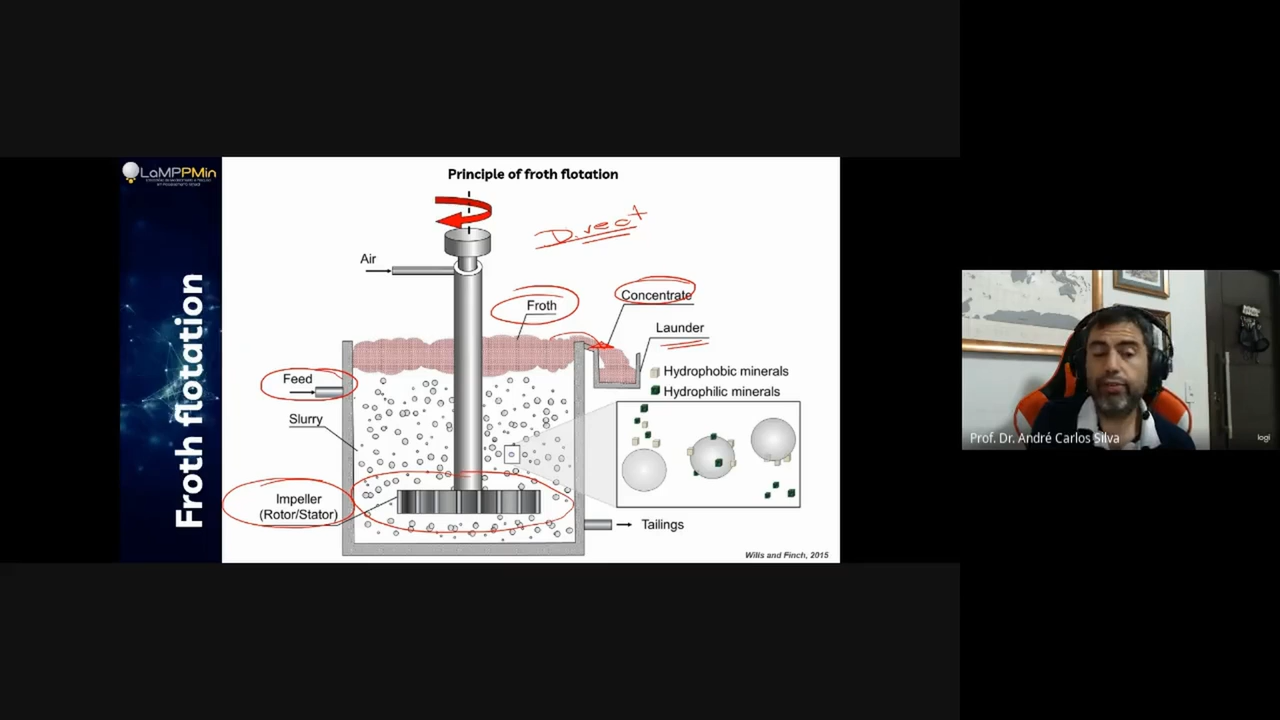 LaMPPMin
Principle of froth flotation
Direct
Air
Froth
Concentrate
Launder
Hydrophobic minerals
Hydrophilic minerals
Feed
Slurry
Impeller
(Rotor/Stator)
Tailings
Wills and Finch, 2015
Froth flotation
Prof. Dr. André Carlos Silva
logi